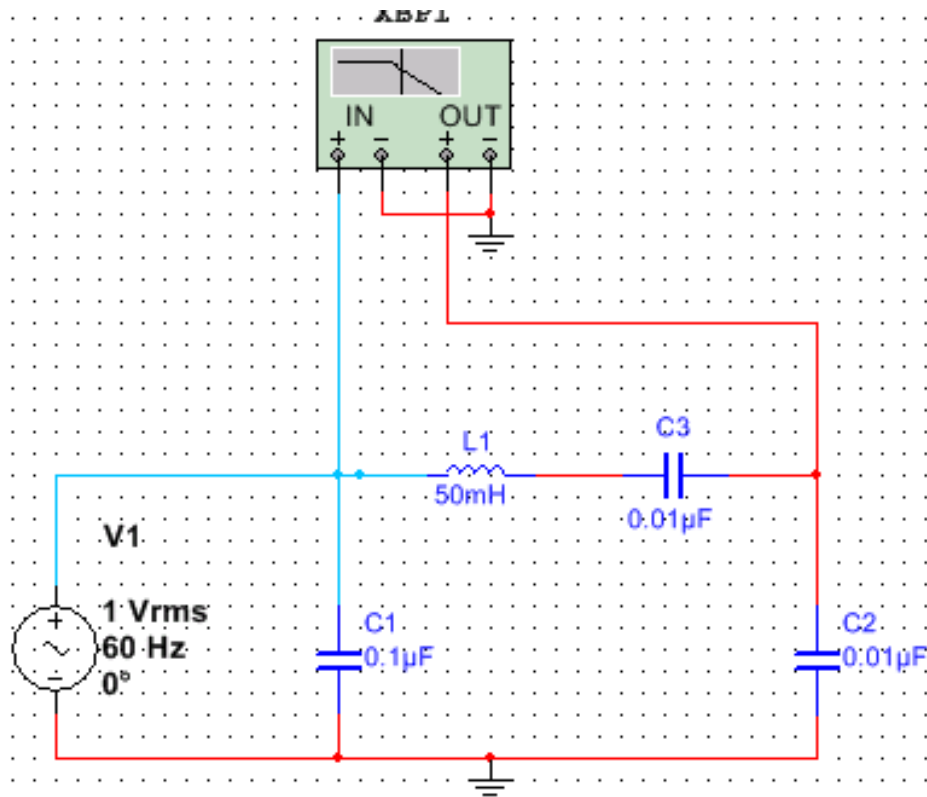 XBP1
IN OUT
+ − + −
L1
50mH
C3
0.01µF
V1
+
1 Vrms
60 Hz
0°
−
C1
0.1µF
C2
0.01µF